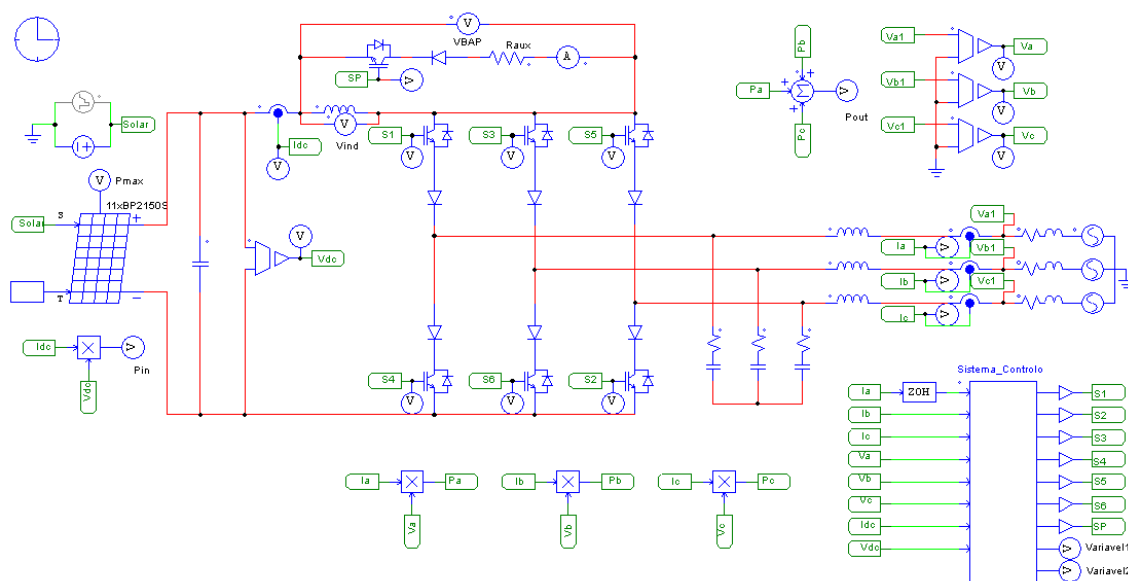 V
VBAP
Raux
A
SP
V
Solar
Idc
V
V
Vind
S1
V
S3
V
S5
V
Pb
Pa
Σ
V
Pout
Pc
Va1
Va
V
Vb1
Vb
V
Vc1
Vc
V
V
Pmax
11xBP2150S
Solar
S
+
T
−
V
Vdc
Va1
Ia
V
Vb1
Ib
V
Vc1
Ic
V
Idc
V
Pin
Vdc
S4
V
S6
V
S2
V
Sistema_Controlo
Ia
ZOH
S1
Ib
S2
Ic
S3
Va
S4
Vb
S5
Vc
S6
Idc
SP
Vdc
V
Variavel1
V
Variavel2
Ia
Pa
Va
Ib
Pb
Vb
Ic
Pc
Vc